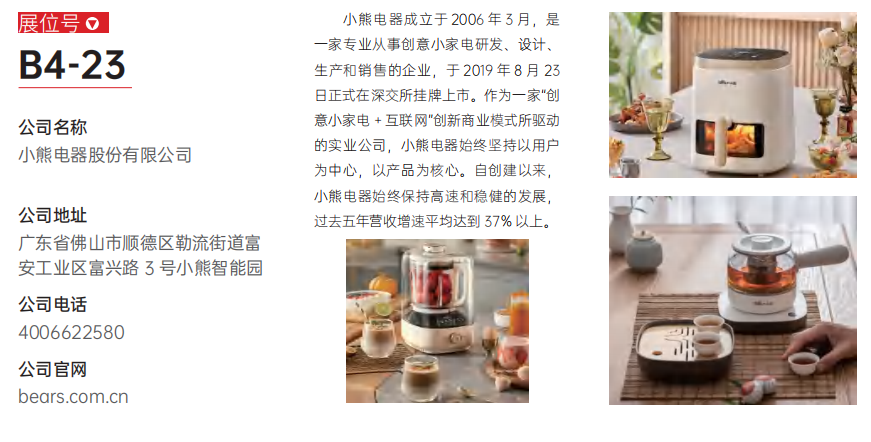 展位号
B4-23
公司名称
小熊电器股份有限公司
公司地址
广东省佛山市顺德区勒流街道富
安工业区富兴路 3 号小熊智能园
公司电话
4006622580
公司官网
bears.com.cn
小熊电器成立于 2006 年 3 月，是
一家专业从事创意小家电研发、设计、
生产和销售的企业，于 2019 年 8 月 23
日正式在深交所挂牌上市。作为一家“创
意小家电 + 互联网”创新商业模式所驱动
的实业公司，小熊电器始终坚持以用户
为中心，以产品为核心。自创建以来，
小熊电器始终保持高速和稳健的发展，
过去五年营收增速平均达到 37% 以上。